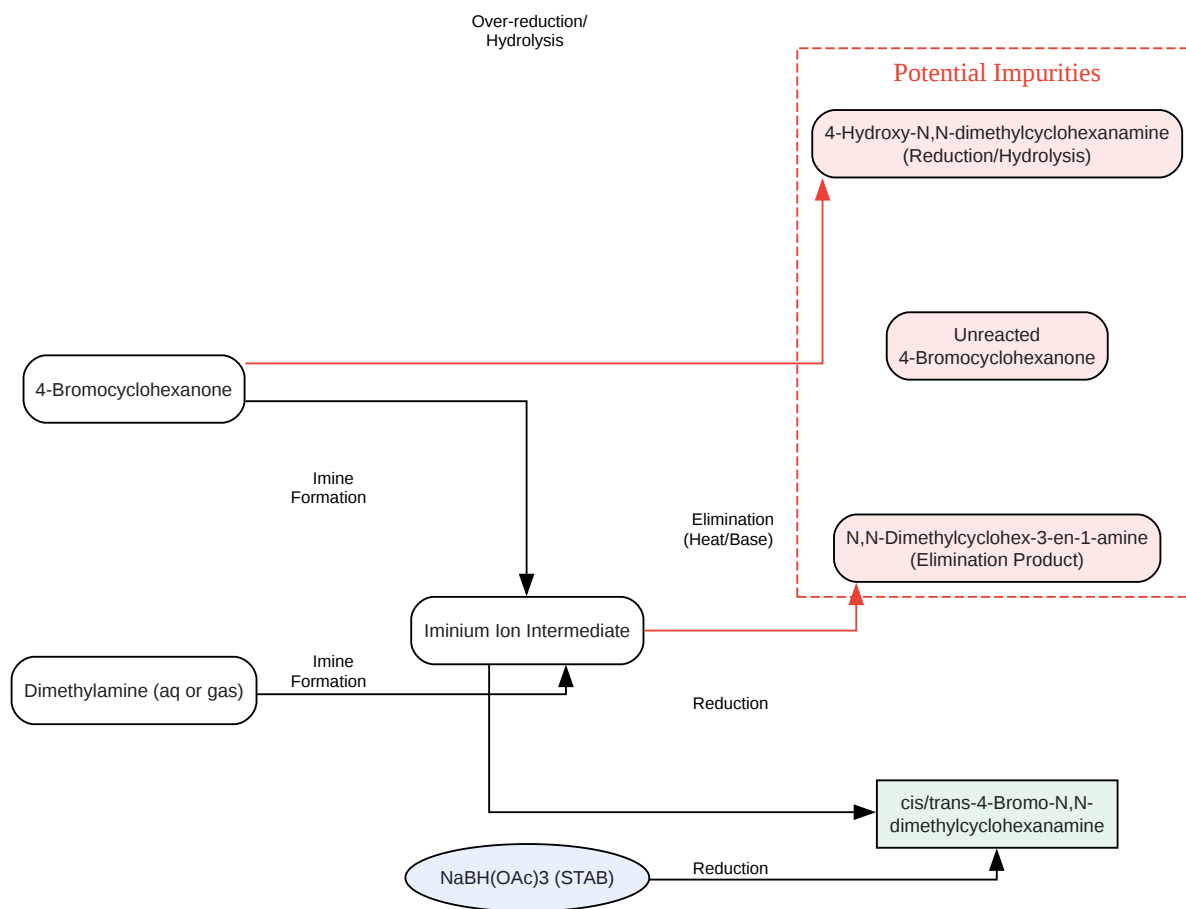 Over-reduction/
Hydrolysis
Potential Impurities
4-Hydroxy-N,N-dimethylcyclohexanamine
(Reduction/Hydrolysis)
Unreacted
4-Bromocyclohexanone
4-Bromocyclohexanone
Imine
Formation
Elimination
(Heat/Base)
N,N-Dimethylcyclohex-3-en-1-amine
(Elimination Product)
Iminium Ion Intermediate
Imine
Formation
Dimethylamine (aq or gas)
Reduction
cis/trans-4-Bromo-N,N-
dimethylcyclohexanamine
NaBH(OAc)3 (STAB)
Reduction